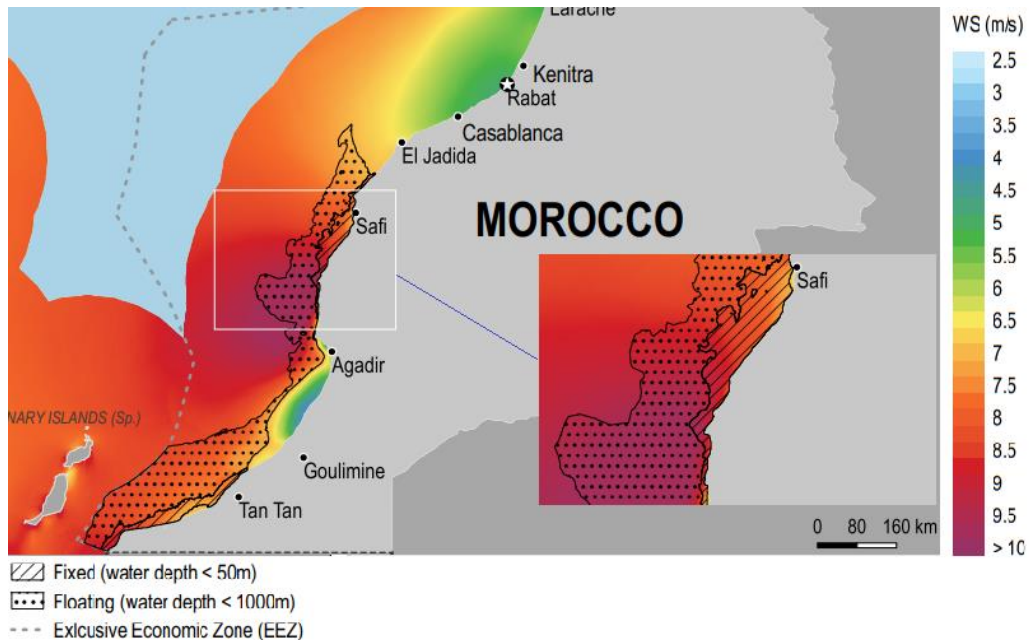 Larache
WS (m/s)
Kenitra
Rabat
Casablanca
El Jadida
Safi
MOROCCO
Safi
Agadir
NARY ISLANDS (Sp.)
Goulimine
Tan Tan
0 80 160 km
2.5
3
3.5
4
4.5
5
5.5
6
6.5
7
7.5
8
8.5
9
9.5
> 10
Fixed (water depth < 50m)
Floating (water depth < 1000m)
Exlcusive Economic Zone (EEZ)